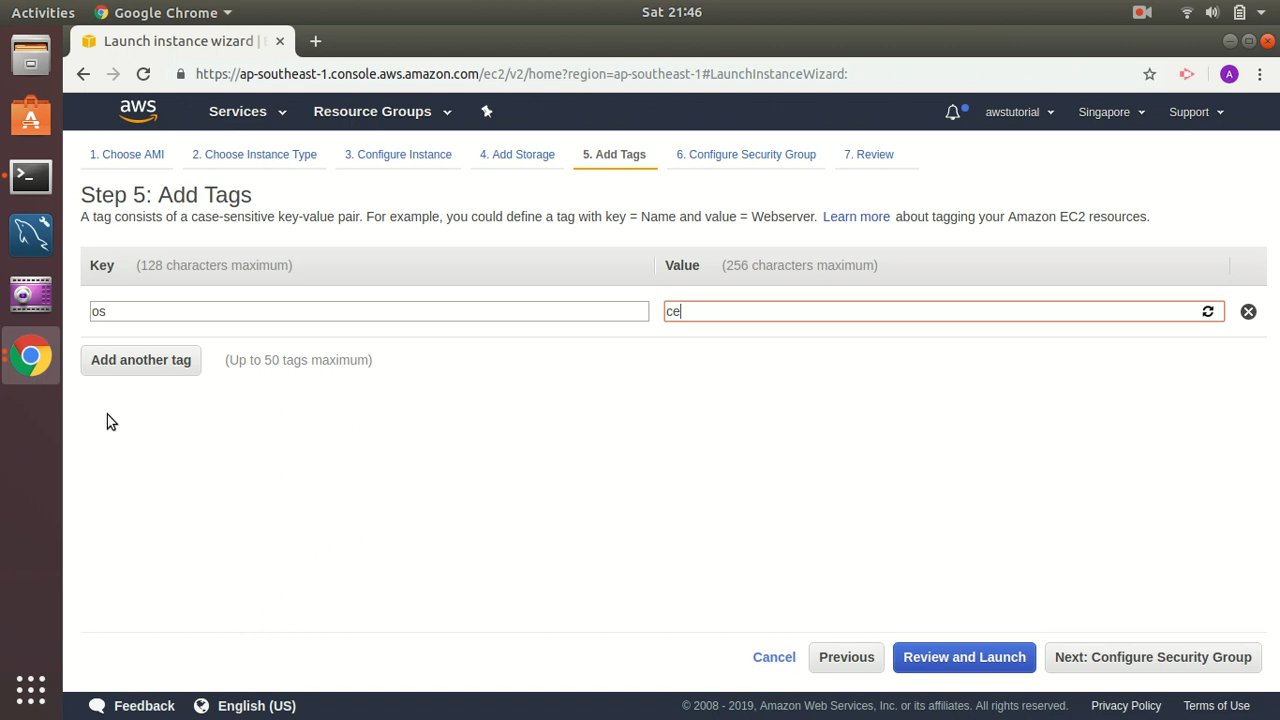 Activities Google Chrome Sat 21:46
Launch instance wizard |
https://ap-southeast-1.console.aws.amazon.com/ec2/v2/home?region=ap-southeast-1#LaunchInstanceWizard: A
aws Services Resource Groups awstutorial Singapore Support
1. Choose AMI 2. Choose Instance Type 3. Configure Instance 4. Add Storage 5. Add Tags 6. Configure Security Group 7. Review
Step 5: Add Tags
A tag consists of a case-sensitive key-value pair. For example, you could define a tag with key = Name and value = Webserver. Learn more about tagging your Amazon EC2 resources.
Key (128 characters maximum) Value (256 characters maximum)
os ce
Add another tag (Up to 50 tags maximum)
Cancel Previous Review and Launch Next: Configure Security Group
Feedback English (US) © 2008 - 2019, Amazon Web Services, Inc. or its affiliates. All rights reserved. Privacy Policy Terms of Use